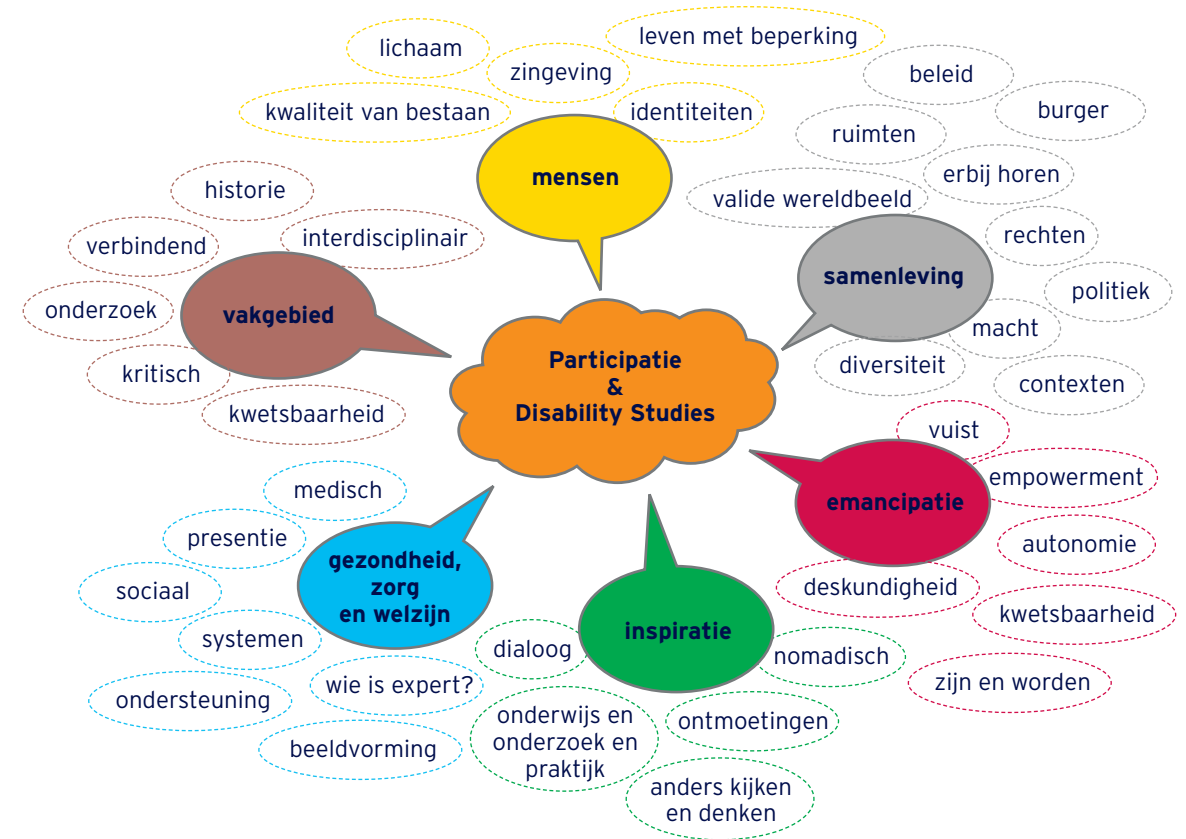 leven met beperking
lichaam
zingeving
kwaliteit van bestaan
identiteiten
mensen
beleid
burger
ruimten
erbij horen
valide wereldbeeld
rechten
samenleving
politiek
macht
diversiteit
contexten
historie
verbindend
interdisciplinair
onderzoek
vakgebied
kritisch
kwetsbaarheid
Participatie
&
Disability Studies
vuist
empowerment
emancipatie
autonomie
deskundigheid
kwetsbaarheid
zijn en worden
medisch
presentie
gezondheid,
zorg
en welzijn
sociaal
systemen
ondersteuning
wie is expert?
beeldvorming
inspiratie
dialoog
nomadisch
onderwijs en
onderzoek en
praktijk
ontmoetingen
anders kijken
en denken